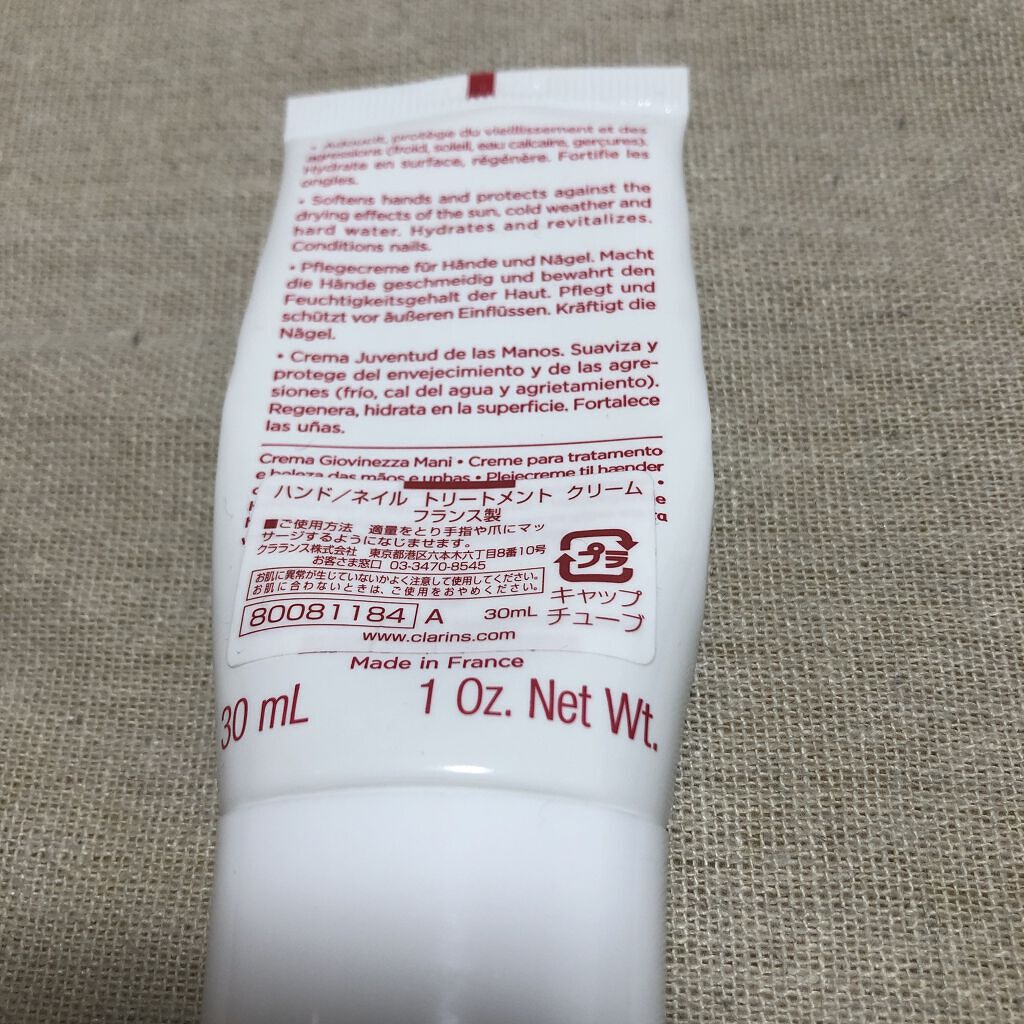 • Adoucit, protège du vieillissement et des
agressions (froid, soleil, eau calcaire, gerçures).
Hydrate en surface, régénère. Fortifie les
ongles.
• Softens hands and protects against the
drying effects of the sun, cold weather and
hard water. Hydrates and revitalizes.
Conditions nails.
• Pflegecreme für Hände und Nägel. Macht
die Hände geschmeidig und bewahrt den
Feuchtigkeitsgehalt der Haut. Pflegt und
schützt vor äußeren Einflüssen. Kräftigt die
Nägel.
• Crema Juventud de las Manos. Suaviza y
protege del envejecimiento y de las agre-
siones (frío, cal del agua y agrietamiento).
Regenera, hidrata en la superficie. Fortalece
las uñas.
Crema Giovinezza Mani • Creme para tratamento
e beleza das mãos e unhas • Plejecreme til hænder
ハンド／ネイル トリートメント クリーム
フランス製
■ご使用方法 適量をとり手指や爪にマッ
サージするようになじませます。
クラランス株式会社 東京都港区六本木六丁目8番10号
お客さま窓口 03-3470-8545
お肌に異常が生じていないかよく注意して使用してください。
お肌に合わないときは、ご使用をおやめください。
プラ
キャップ
チューブ
80081184 A 30mL
www.clarins.com
Made in France
30 mL 1 Oz. Net Wt.